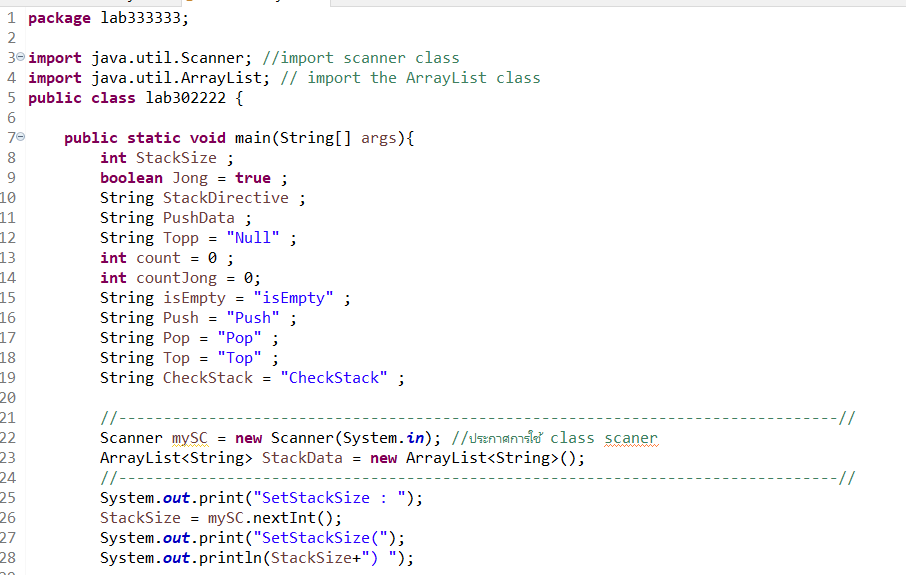 1 package lab333333;
2
3 import java.util.Scanner; //import scanner class
4 import java.util.ArrayList; // import the ArrayList class
5 public class lab302222 {
6
7 public static void main(String[] args){
8 int StackSize ;
9 boolean Jong = true ;
10 String StackDirective ;
11 String PushData ;
12 String Topp = "Null" ;
13 int count = 0 ;
14 int countJong = 0;
15 String isEmpty = "isEmpty" ;
16 String Push = "Push" ;
17 String Pop = "Pop" ;
18 String Top = "Top" ;
19 String CheckStack = "CheckStack" ;
20
21 //--------------------------------------------------------------------------------//
22 Scanner mySC = new Scanner(System.in); //ประกาศการใช้ class scaner
23 ArrayList<String> StackData = new ArrayList<String>();
24 //--------------------------------------------------------------------------------//
25 System.out.print("SetStackSize : ");
26 StackSize = mySC.nextInt();
27 System.out.print("SetStackSize(");
28 System.out.println(StackSize+") ");